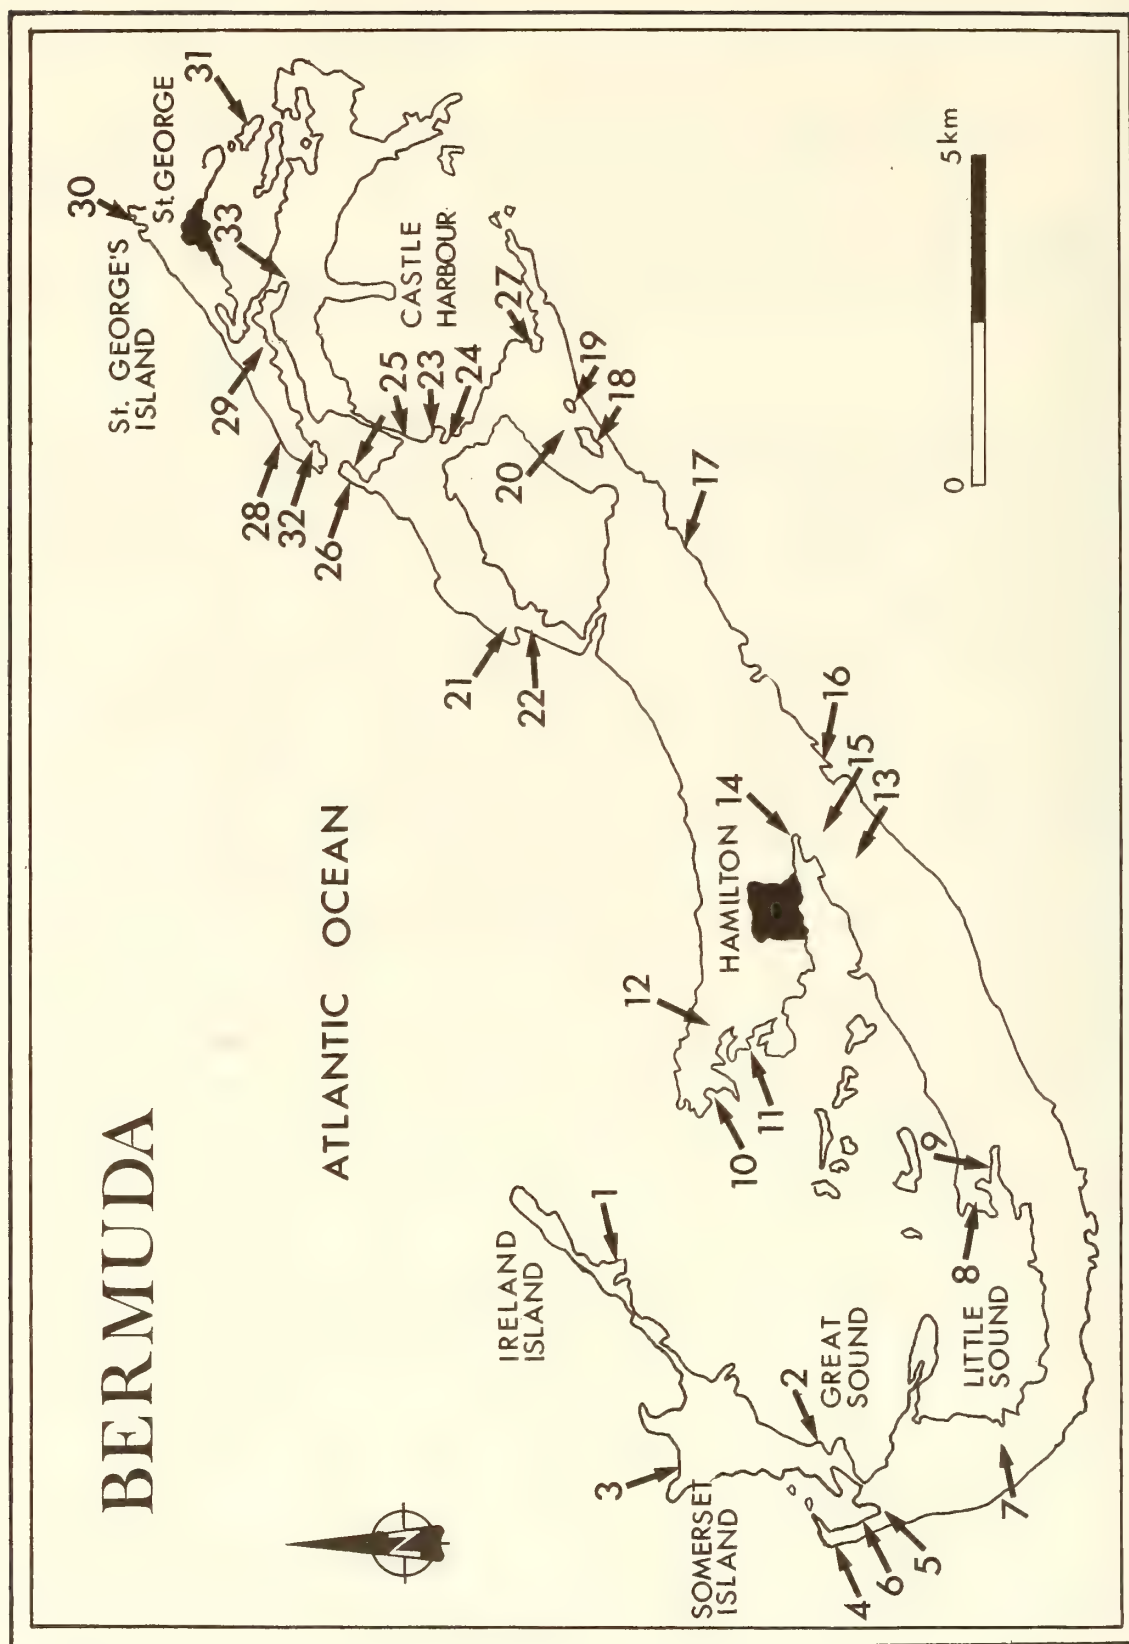 BERMUDA
N
ATLANTIC OCEAN
St. GEORGE'S
ISLAND
St. GEORGE
CASTLE
HARBOUR
HAMILTON
IRELAND
ISLAND
SOMERSET
ISLAND
GREAT
SOUND
LITTLE
SOUND
1
2
3
4
5
6
7
8
9
10
11
12
13
14
15
16
17
18
19
20
21
22
23
24
25
26
27
28
29
30
31
32
33
0
5 km